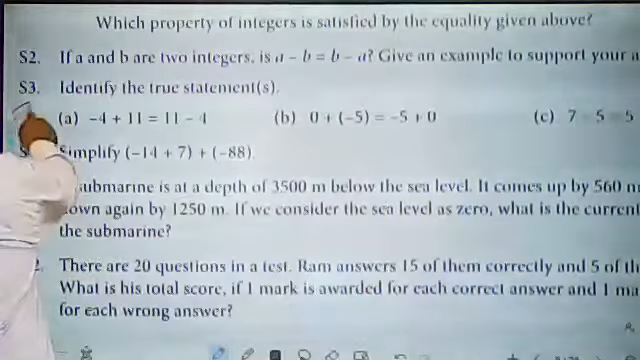 Which property of integers is satisfied by the equality given above?
S2. If a and b are two integers, is a − b = b − a? Give an example to support your a
S3. Identify the true statement(s).
(a) −4 + 11 = 11 − 4 (b) 0 + (−5) = −5 + 0 (c) 7 − 5 = 5
Simplify (−14 + 7) + (−88)
submarine is at a depth of 3500 m below the sea level. It comes up by 560 m
own again by 1250 m. If we consider the sea level as zero, what is the current
the submarine?
There are 20 questions in a test. Ram answers 15 of them correctly and 5 of th
What is his total score, if 1 mark is awarded for each correct answer and 1 ma
for each wrong answer?